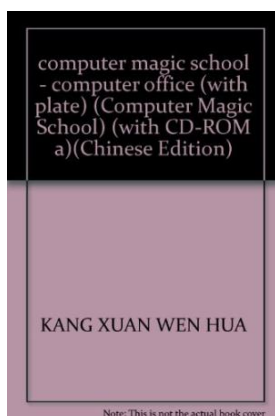 computer magic school
- computer office (with
plate) (Computer Magic
School) (with CD-ROM
a)(Chinese Edition)
KANG XUAN WEN HUA
Note: This is not the actual book cover